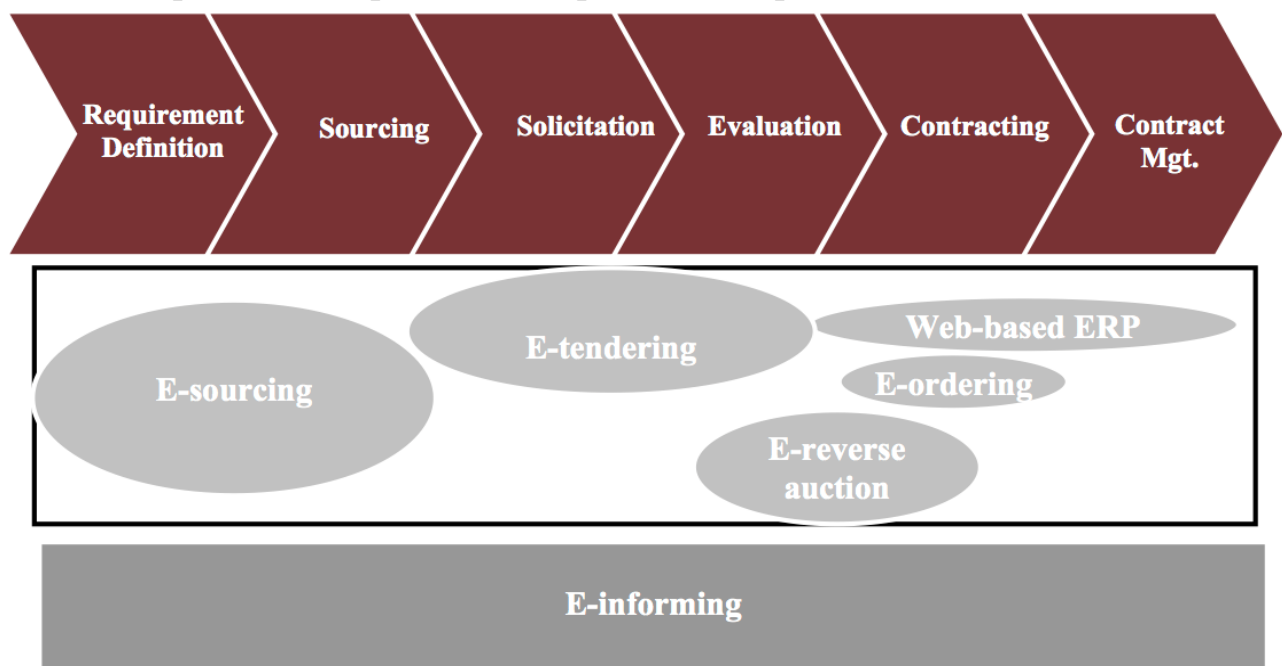 Requirement
Definition
Sourcing
Solicitation
Evaluation
Contracting
Contract
Mgt.
E-sourcing
E-tendering
Web-based ERP
E-ordering
E-reverse
auction
E-informing